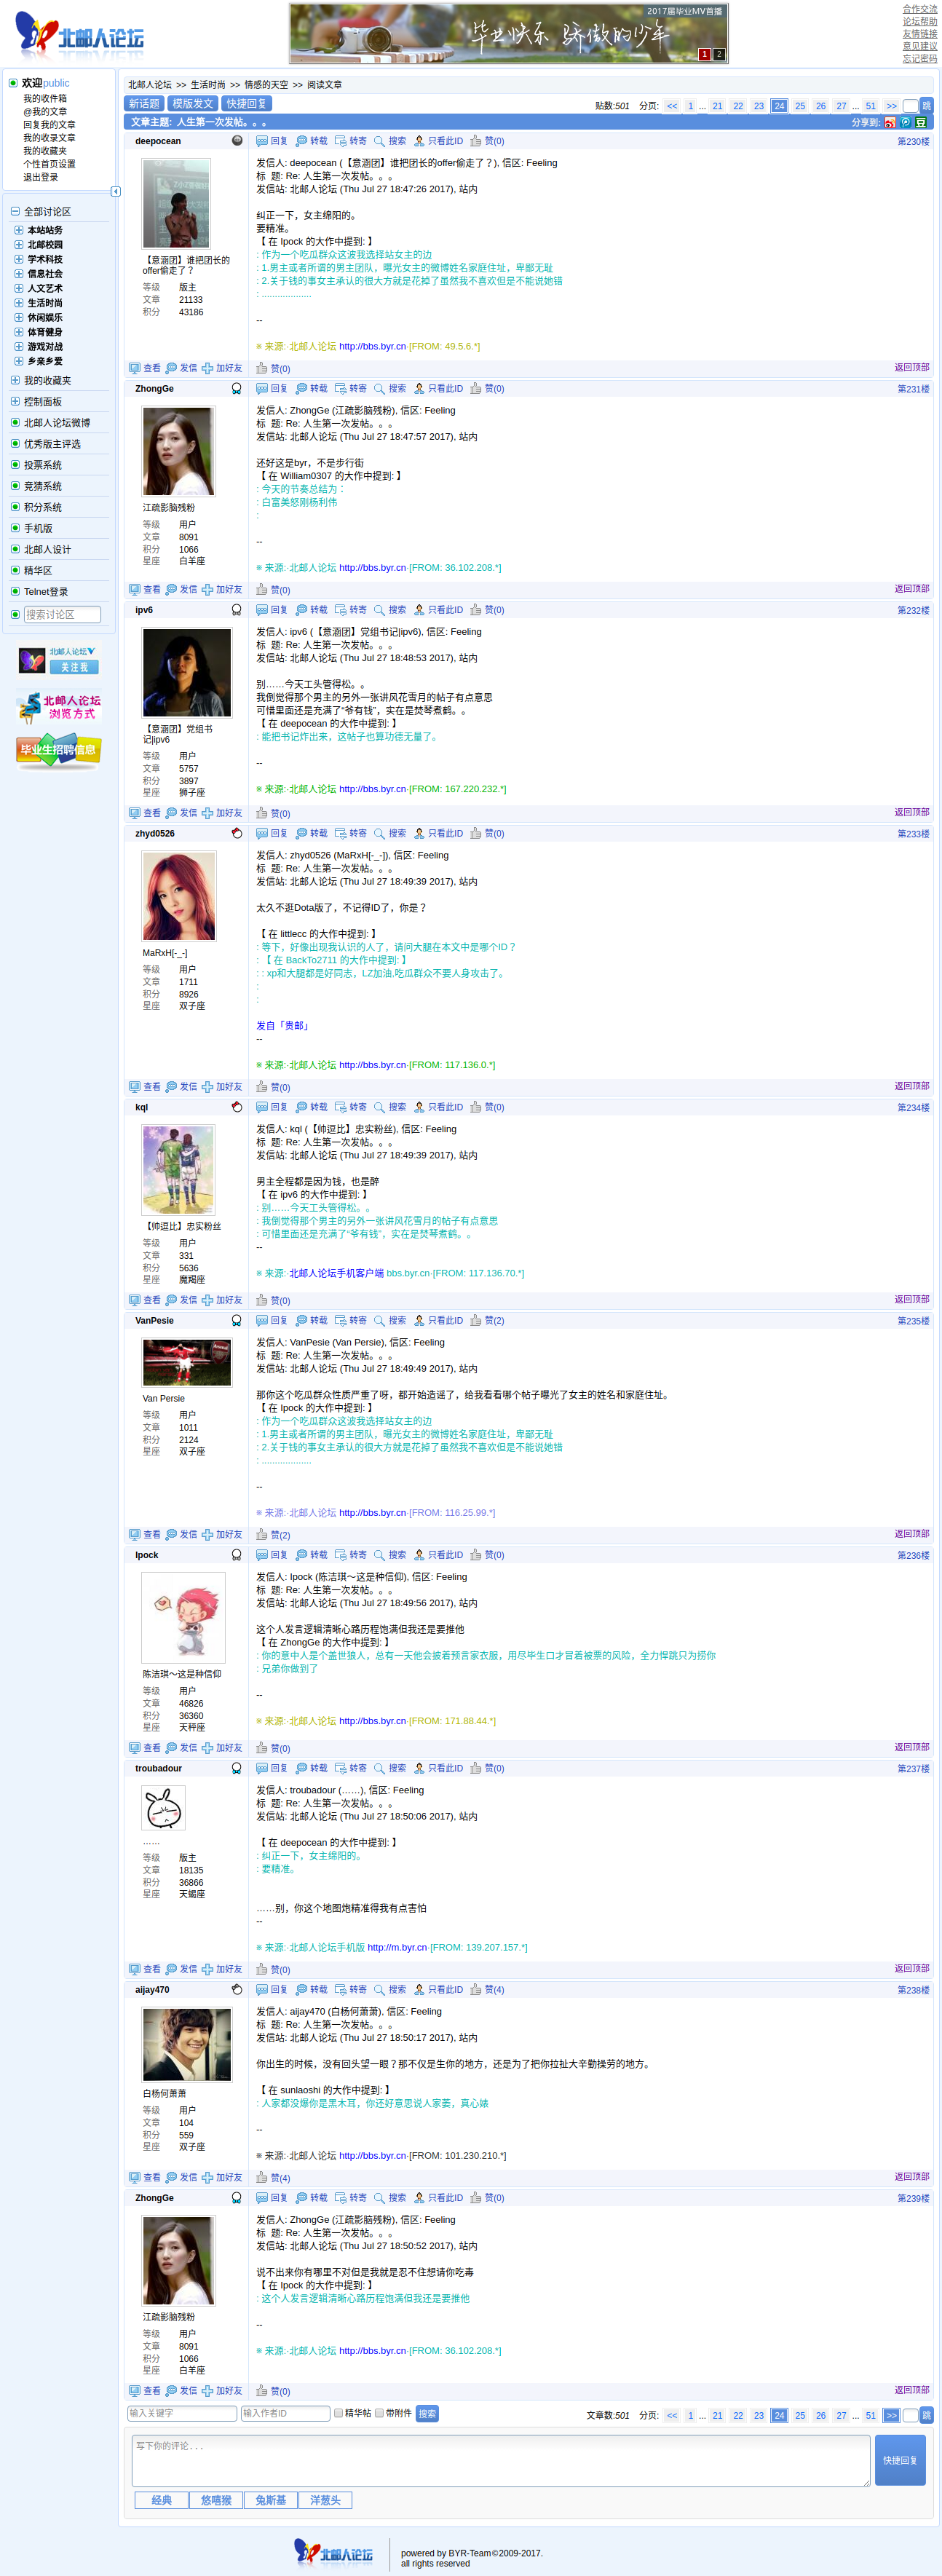 北邮人论坛
2017届毕业MV首播
毕业快乐 骄傲的少年
1 2
合作交流
论坛帮助
友情链接
意见建议
忘记密码
欢迎public
我的收件箱
@我的文章
回复我的文章
我的收录文章
我的收藏夹
个性首页设置
退出登录
全部讨论区
本站站务
北邮校园
学术科技
信息社会
人文艺术
生活时尚
休闲娱乐
体育健身
游戏对战
乡亲乡爱
我的收藏夹
控制面板
北邮人论坛微博
优秀版主评选
投票系统
竞猜系统
积分系统
手机版
北邮人设计
精华区
Telnet登录
搜索讨论区
北邮人论坛
关注我
北邮人论坛
浏览方式
毕业生招聘信息
北邮人论坛 >> 生活时尚 >> 情感的天空 >> 阅读文章
新话题 模版发文 快捷回复
贴数:501 分页: << 1 ... 21 22 23 24 25 26 27 ... 51 >> 跳
文章主题: 人生第一次发帖。。。
分享到:
deepocean
回复 转载 转寄 搜索 只看此ID 赞(0) 第230楼
【意涵团】谁把团长的offer偷走了？
等级 版主
文章 21133
积分 43186
发信人: deepocean (【意涵团】谁把团长的offer偷走了？), 信区: Feeling
标 题: Re: 人生第一次发帖。。。
发信站: 北邮人论坛 (Thu Jul 27 18:47:26 2017), 站内
纠正一下，女主绵阳的。
要精准。
【 在 lpock 的大作中提到: 】
: 作为一个吃瓜群众这波我选择站女主的边
: 1.男主或者所谓的男主团队，曝光女主的微博姓名家庭住址，卑鄙无耻
: 2.关于钱的事女主承认的很大方就是花掉了虽然我不喜欢但是不能说她错
: ...................
--
※ 来源:·北邮人论坛 http://bbs.byr.cn·[FROM: 49.5.6.*]
查看 发信 加好友 赞(0) 返回顶部
ZhongGe
回复 转载 转寄 搜索 只看此ID 赞(0) 第231楼
江疏影脑残粉
等级 用户
文章 8091
积分 1066
星座 白羊座
发信人: ZhongGe (江疏影脑残粉), 信区: Feeling
标 题: Re: 人生第一次发帖。。。
发信站: 北邮人论坛 (Thu Jul 27 18:47:57 2017), 站内
还好这是byr，不是步行街
【 在 William0307 的大作中提到: 】
: 今天的节奏总结为：
: 白富美怒刚杨利伟
:
--
※ 来源:·北邮人论坛 http://bbs.byr.cn·[FROM: 36.102.208.*]
查看 发信 加好友 赞(0) 返回顶部
ipv6
回复 转载 转寄 搜索 只看此ID 赞(0) 第232楼
【意涵团】党组书记|ipv6
等级 用户
文章 5757
积分 3897
星座 狮子座
发信人: ipv6 (【意涵团】党组书记|ipv6), 信区: Feeling
标 题: Re: 人生第一次发帖。。。
发信站: 北邮人论坛 (Thu Jul 27 18:48:53 2017), 站内
别……今天工头管得松。。
我倒觉得那个男主的另外一张讲风花雪月的帖子有点意思
可惜里面还是充满了“爷有钱”，实在是焚琴煮鹤。。
【 在 deepocean 的大作中提到: 】
: 能把书记炸出来，这帖子也算功德无量了。
--
※ 来源:·北邮人论坛 http://bbs.byr.cn·[FROM: 167.220.232.*]
查看 发信 加好友 赞(0) 返回顶部
zhyd0526
回复 转载 转寄 搜索 只看此ID 赞(0) 第233楼
MaRxH[-_-]
等级 用户
文章 1711
积分 8926
星座 双子座
发信人: zhyd0526 (MaRxH[-_-]), 信区: Feeling
标 题: Re: 人生第一次发帖。。。
发信站: 北邮人论坛 (Thu Jul 27 18:49:39 2017), 站内
太久不逛Dota版了，不记得ID了，你是？
【 在 littlecc 的大作中提到: 】
: 等下，好像出现我认识的人了，请问大腿在本文中是哪个ID？
: 【 在 BackTo2711 的大作中提到: 】
: : xp和大腿都是好同志，LZ加油,吃瓜群众不要人身攻击了。
:
:
发自「贵邮」
--
※ 来源:·北邮人论坛 http://bbs.byr.cn·[FROM: 117.136.0.*]
查看 发信 加好友 赞(0) 返回顶部
kql
回复 转载 转寄 搜索 只看此ID 赞(0) 第234楼
【帅逗比】忠实粉丝
等级 用户
文章 331
积分 5636
星座 魔羯座
发信人: kql (【帅逗比】忠实粉丝), 信区: Feeling
标 题: Re: 人生第一次发帖。。。
发信站: 北邮人论坛 (Thu Jul 27 18:49:39 2017), 站内
男主全程都是因为钱，也是醉
【 在 ipv6 的大作中提到: 】
: 别……今天工头管得松。。
: 我倒觉得那个男主的另外一张讲风花雪月的帖子有点意思
: 可惜里面还是充满了“爷有钱”，实在是焚琴煮鹤。。
--
※ 来源:·北邮人论坛手机客户端 bbs.byr.cn·[FROM: 117.136.70.*]
查看 发信 加好友 赞(0) 返回顶部
VanPesie
回复 转载 转寄 搜索 只看此ID 赞(2) 第235楼
Van Persie
等级 用户
文章 1011
积分 2124
星座 双子座
发信人: VanPesie (Van Persie), 信区: Feeling
标 题: Re: 人生第一次发帖。。。
发信站: 北邮人论坛 (Thu Jul 27 18:49:49 2017), 站内
那你这个吃瓜群众性质严重了呀，都开始造谣了，给我看看哪个帖子曝光了女主的姓名和家庭住址。
【 在 lpock 的大作中提到: 】
: 作为一个吃瓜群众这波我选择站女主的边
: 1.男主或者所谓的男主团队，曝光女主的微博姓名家庭住址，卑鄙无耻
: 2.关于钱的事女主承认的很大方就是花掉了虽然我不喜欢但是不能说她错
: ...................
--
※ 来源:·北邮人论坛 http://bbs.byr.cn·[FROM: 116.25.99.*]
查看 发信 加好友 赞(2) 返回顶部
lpock
回复 转载 转寄 搜索 只看此ID 赞(0) 第236楼
陈洁琪～这是种信仰
等级 用户
文章 46826
积分 36360
星座 天秤座
发信人: lpock (陈洁琪～这是种信仰), 信区: Feeling
标 题: Re: 人生第一次发帖。。。
发信站: 北邮人论坛 (Thu Jul 27 18:49:56 2017), 站内
这个人发言逻辑清晰心路历程饱满但我还是要推他
【 在 ZhongGe 的大作中提到: 】
: 你的意中人是个盖世狼人，总有一天他会披着预言家衣服，用尽毕生口才冒着被票的风险，全力悍跳只为捞你
: 兄弟你做到了
--
※ 来源:·北邮人论坛 http://bbs.byr.cn·[FROM: 171.88.44.*]
查看 发信 加好友 赞(0) 返回顶部
troubadour
回复 转载 转寄 搜索 只看此ID 赞(0) 第237楼
……
等级 版主
文章 18135
积分 36866
星座 天蝎座
发信人: troubadour (……), 信区: Feeling
标 题: Re: 人生第一次发帖。。。
发信站: 北邮人论坛 (Thu Jul 27 18:50:06 2017), 站内
【 在 deepocean 的大作中提到: 】
: 纠正一下，女主绵阳的。
: 要精准。
……别，你这个地图炮精准得我有点害怕
--
※ 来源:·北邮人论坛手机版 http://m.byr.cn·[FROM: 139.207.157.*]
查看 发信 加好友 赞(0) 返回顶部
aijay470
回复 转载 转寄 搜索 只看此ID 赞(4) 第238楼
白杨何萧萧
等级 用户
文章 104
积分 559
星座 双子座
发信人: aijay470 (白杨何萧萧), 信区: Feeling
标 题: Re: 人生第一次发帖。。。
发信站: 北邮人论坛 (Thu Jul 27 18:50:17 2017), 站内
你出生的时候，没有回头望一眼？那不仅是生你的地方，还是为了把你拉扯大辛勤操劳的地方。
【 在 sunlaoshi 的大作中提到: 】
: 人家都没爆你是黑木耳，你还好意思说人家萎，真心婊
--
※ 来源:·北邮人论坛 http://bbs.byr.cn·[FROM: 101.230.210.*]
查看 发信 加好友 赞(4) 返回顶部
ZhongGe
回复 转载 转寄 搜索 只看此ID 赞(0) 第239楼
江疏影脑残粉
等级 用户
文章 8091
积分 1066
星座 白羊座
发信人: ZhongGe (江疏影脑残粉), 信区: Feeling
标 题: Re: 人生第一次发帖。。。
发信站: 北邮人论坛 (Thu Jul 27 18:50:52 2017), 站内
说不出来你有哪里不对但是我就是忍不住想请你吃毒
【 在 lpock 的大作中提到: 】
: 这个人发言逻辑清晰心路历程饱满但我还是要推他
--
※ 来源:·北邮人论坛 http://bbs.byr.cn·[FROM: 36.102.208.*]
查看 发信 加好友 赞(0) 返回顶部
输入关键字 输入作者ID 精华帖 带附件 搜索
文章数:501 分页: << 1 ... 21 22 23 24 25 26 27 ... 51 >> 跳
写下你的评论...
快捷回复
经典 悠嘻猴 兔斯基 洋葱头
北邮人论坛
powered by BYR-Team©2009-2017.
all rights reserved